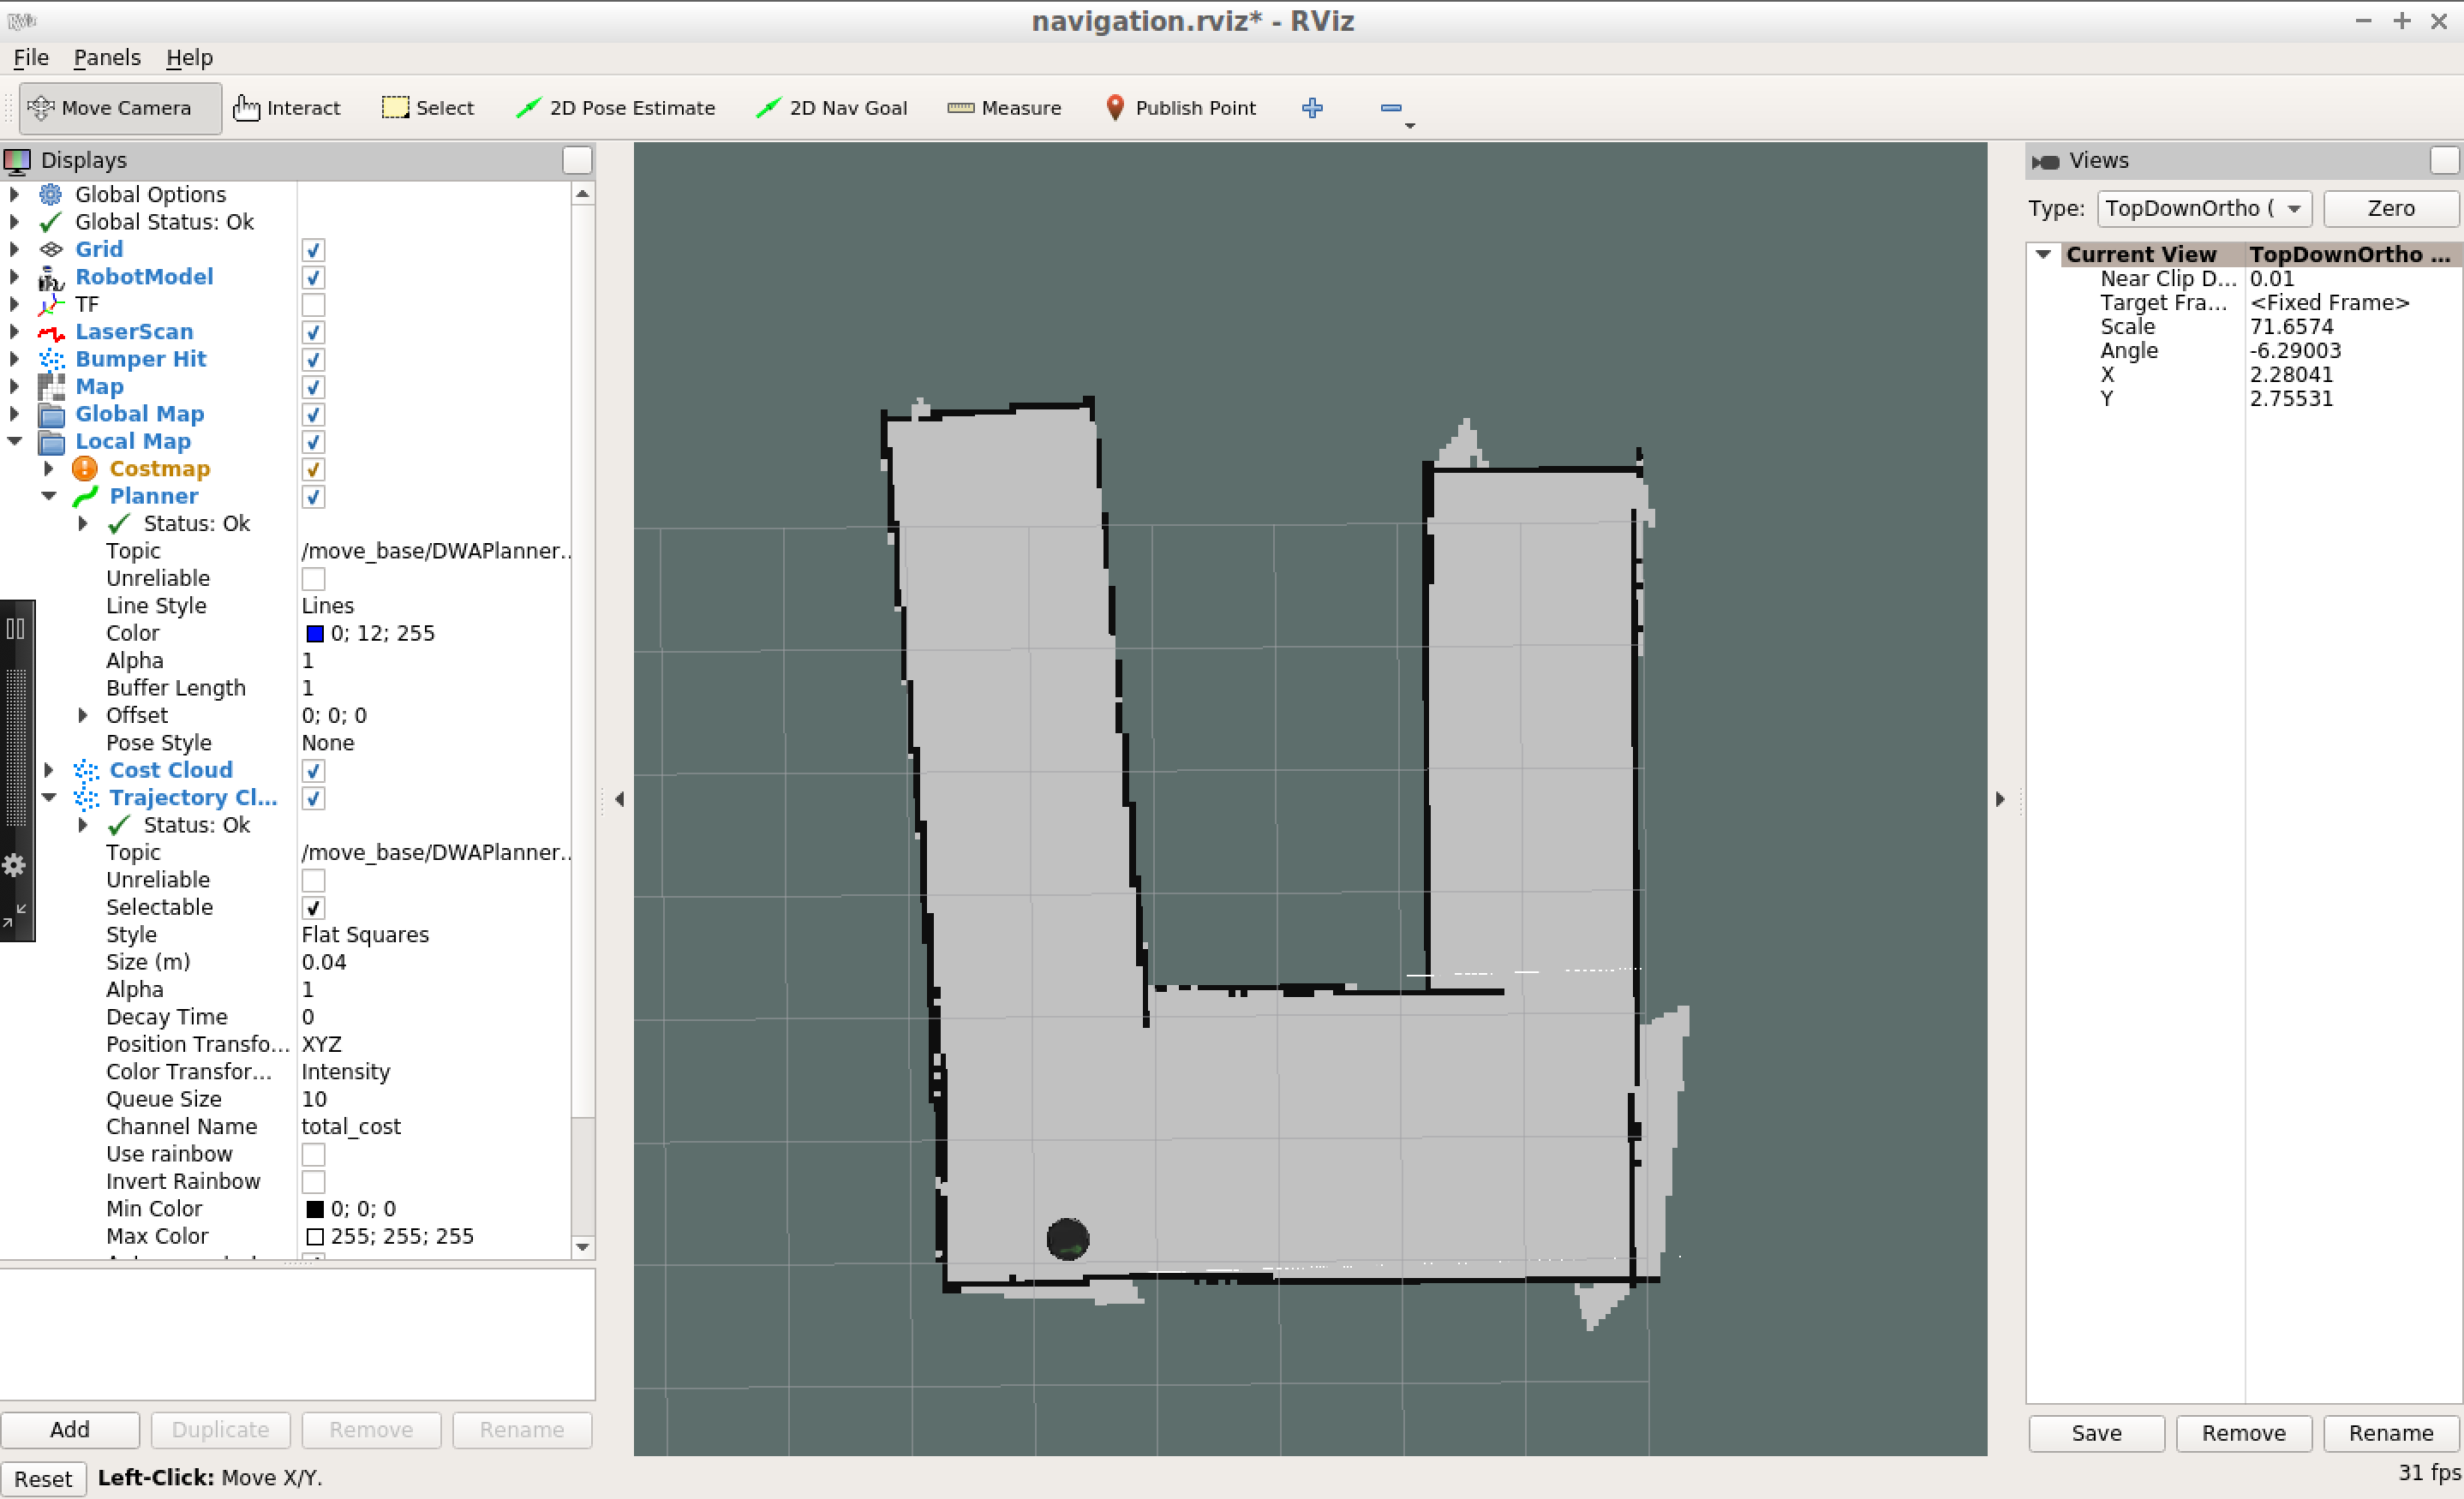 navigation.rviz* - RViz
File Panels Help
Move Camera Interact Select 2D Pose Estimate 2D Nav Goal Measure Publish Point
Displays
Global Options
Global Status: Ok
Grid
RobotModel
TF
LaserScan
Bumper Hit
Map
Global Map
Local Map
Costmap
Planner
Status: Ok
Topic /move_base/DWAPlanner..
Unreliable
Line Style Lines
Color 0; 12; 255
Alpha 1
Buffer Length 1
Offset 0; 0; 0
Pose Style None
Cost Cloud
Trajectory Cl...
Status: Ok
Topic /move_base/DWAPlanner..
Unreliable
Selectable
Style Flat Squares
Size (m) 0.04
Alpha 1
Decay Time 0
Position Transfo... XYZ
Color Transfor... Intensity
Queue Size 10
Channel Name total_cost
Use rainbow
Invert Rainbow
Min Color 0; 0; 0
Max Color 255; 255; 255
Add Duplicate Remove Rename
Reset Left-Click: Move X/Y.
Views
Type: TopDownOrtho ( Zero
Current View TopDownOrtho ...
Near Clip D... 0.01
Target Fra... <Fixed Frame>
Scale 71.6574
Angle -6.29003
X 2.28041
Y 2.75531
Save Remove Rename
31 fps